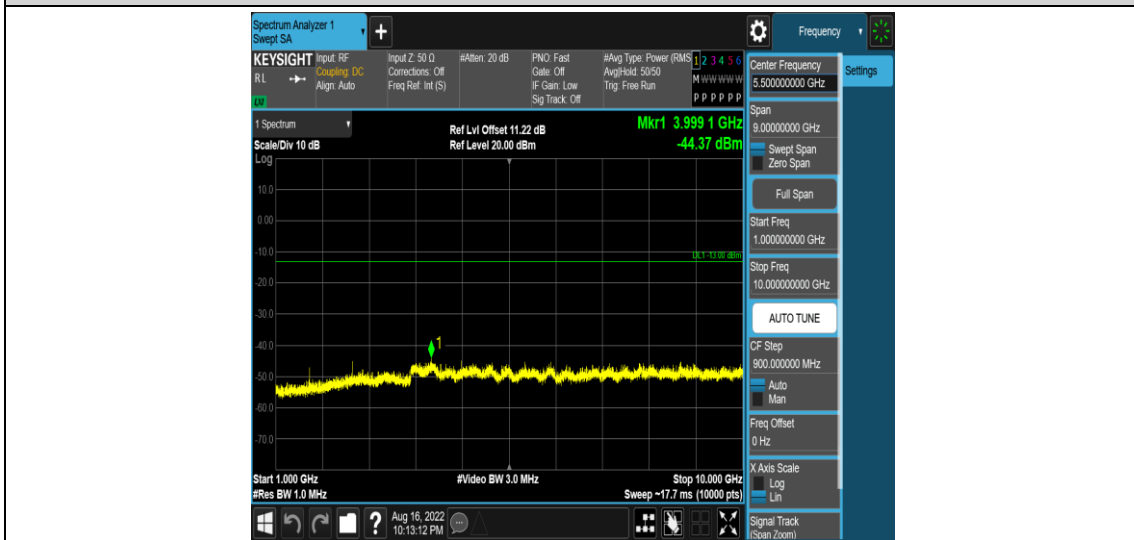 Spectrum Analyzer 1
Swept SA
+
Frequency
KEYSIGHT
RL
LXI
Input: RF
Coupling: DC
Align: Auto
Input Z: 50 Ω
Corrections: Off
Freq Ref: Int (S)
#Atten: 20 dB
PNO: Fast
Gate: Off
IF Gain: Low
Sig Track: Off
#Avg Type: Power (RMS
Avg|Hold: 50/50
Trig: Free Run
1 2 3 4 5 6
M W W W W W
P P P P P P
1 Spectrum
Scale/Div 10 dB
Ref Lvl Offset 11.22 dB
Ref Level 20.00 dBm
Mkr1 3.999 1 GHz
-44.37 dBm
Log
10.0
0.00
-10.0
DL1 -13.00 dBm
-20.0
-30.0
-40.0
1
-50.0
-60.0
-70.0
Start 1.000 GHz
#Video BW 3.0 MHz
Stop 10.000 GHz
#Res BW 1.0 MHz
Sweep ~17.7 ms (10000 pts)
?
Aug 16, 2022
10:13:12 PM
Center Frequency
5.500000000 GHz
Settings
Span
9.00000000 GHz
Swept Span
Zero Span
Full Span
Start Freq
1.000000000 GHz
Stop Freq
10.000000000 GHz
AUTO TUNE
CF Step
900.000000 MHz
Auto
Man
Freq Offset
0 Hz
X Axis Scale
Log
Lin
Signal Track
(Span Zoom)